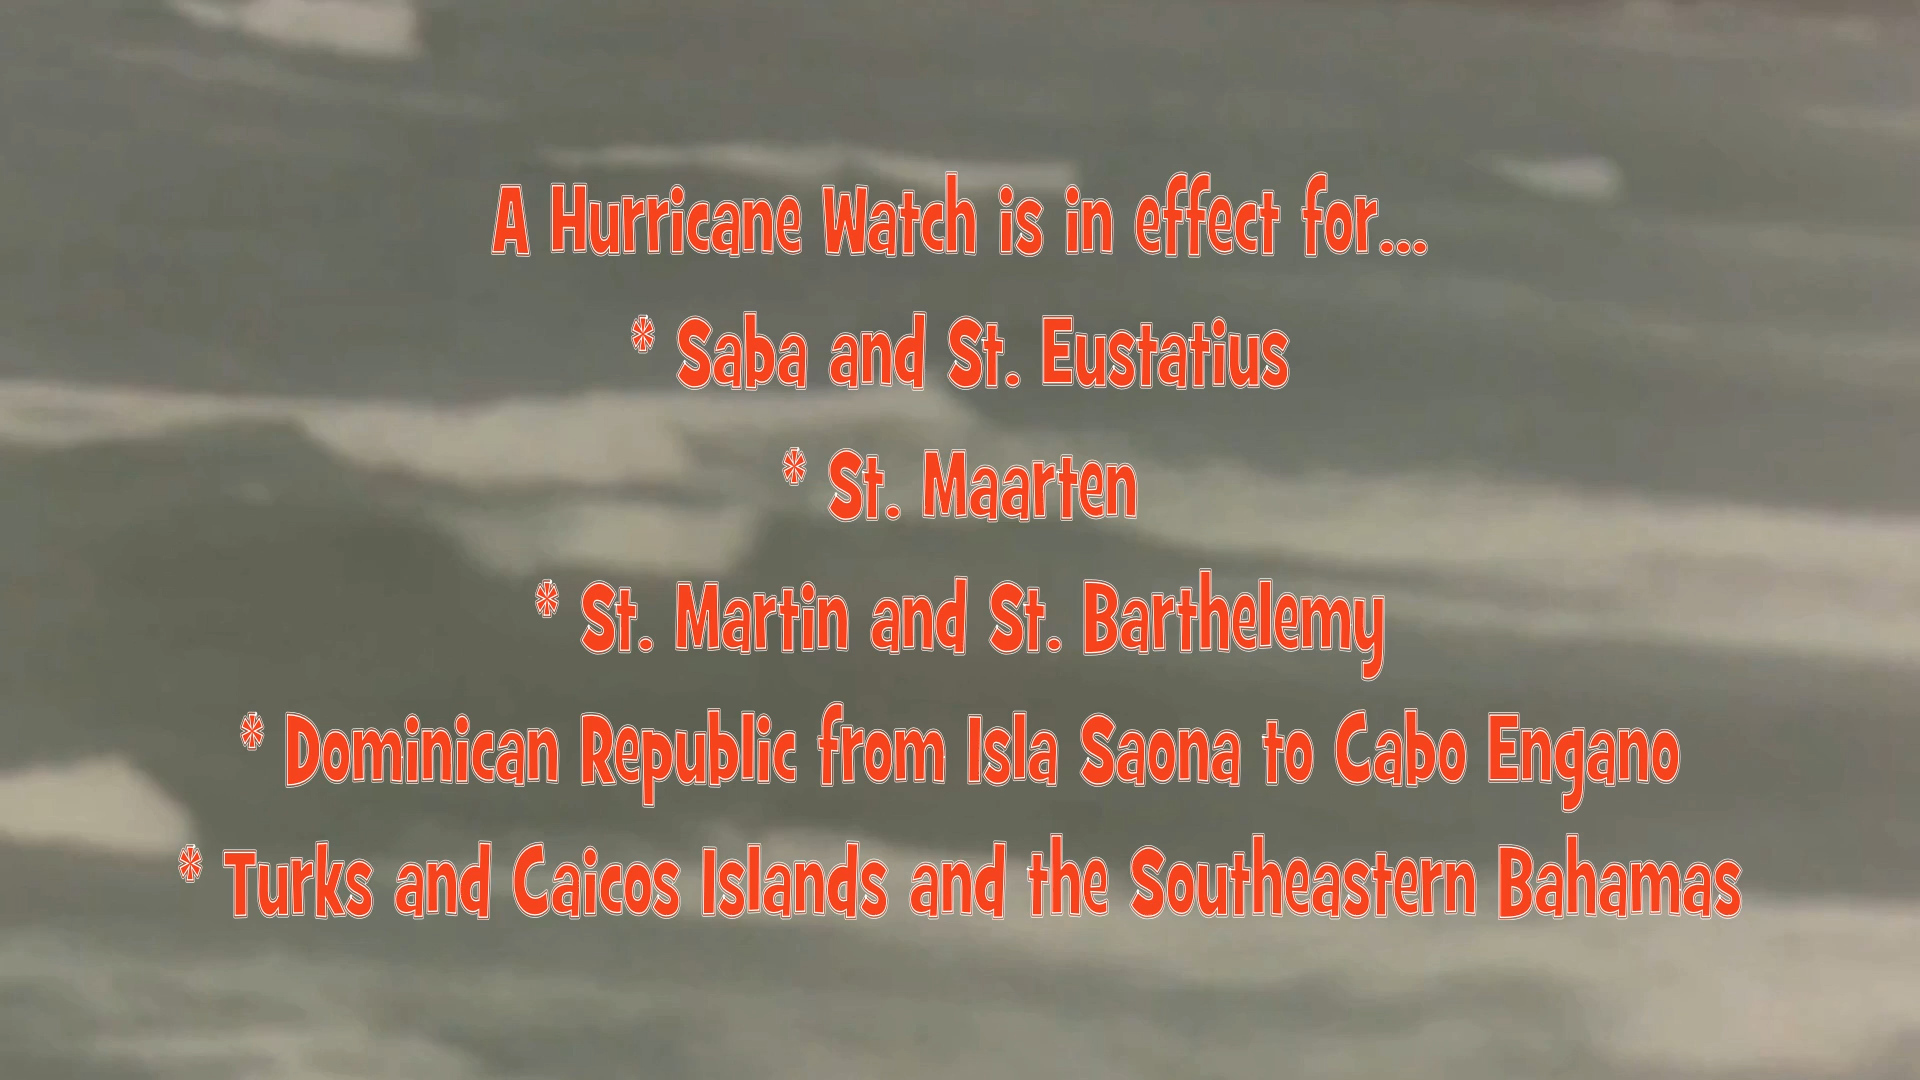 A Hurricane Watch is in effect for...
* Saba and St. Eustatius
* St. Maarten
* St. Martin and St. Barthelemy
* Dominican Republic from Isla Saona to Cabo Engano
* Turks and Caicos Islands and the Southeastern Bahamas